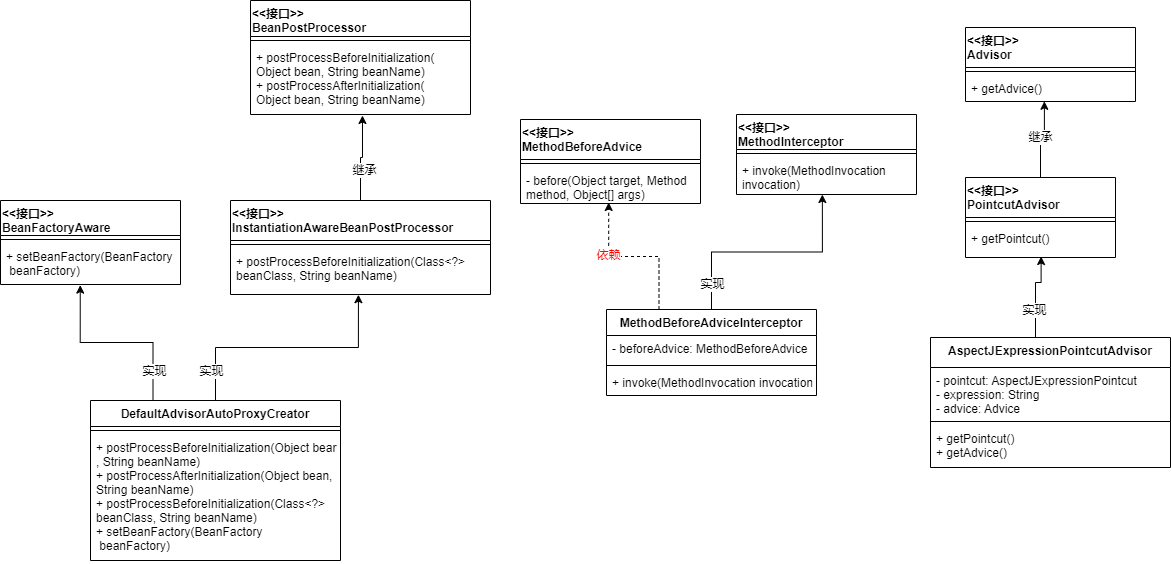 <<接口>>
BeanPostProcessor
+ postProcessBeforeInitialization(
Object bean, String beanName)
+ postProcessAfterInitialization(
Object bean, String beanName)
继承
<<接口>>
BeanFactoryAware
+ setBeanFactory(BeanFactory
beanFactory)
<<接口>>
InstantiationAwareBeanPostProcessor
+ postProcessBeforeInitialization(Class<?>
beanClass, String beanName)
实现
实现
DefaultAdvisorAutoProxyCreator
+ postProcessBeforeInitialization(Object bear
, String beanName)
+ postProcessAfterInitialization(Object bean,
String beanName)
+ postProcessBeforeInitialization(Class<?>
beanClass, String beanName)
+ setBeanFactory(BeanFactory
beanFactory)
<<接口>>
MethodBeforeAdvice
- before(Object target, Method
method, Object[] args)
<<接口>>
MethodInterceptor
+ invoke(MethodInvocation
invocation)
依赖
实现
MethodBeforeAdviceInterceptor
- beforeAdvice: MethodBeforeAdvice
+ invoke(MethodInvocation invocation
<<接口>>
Advisor
+ getAdvice()
继承
<<接口>>
PointcutAdvisor
+ getPointcut()
实现
AspectJExpressionPointcutAdvisor
- pointcut: AspectJExpressionPointcut
- expression: String
- advice: Advice
+ getPointcut()
+ getAdvice()